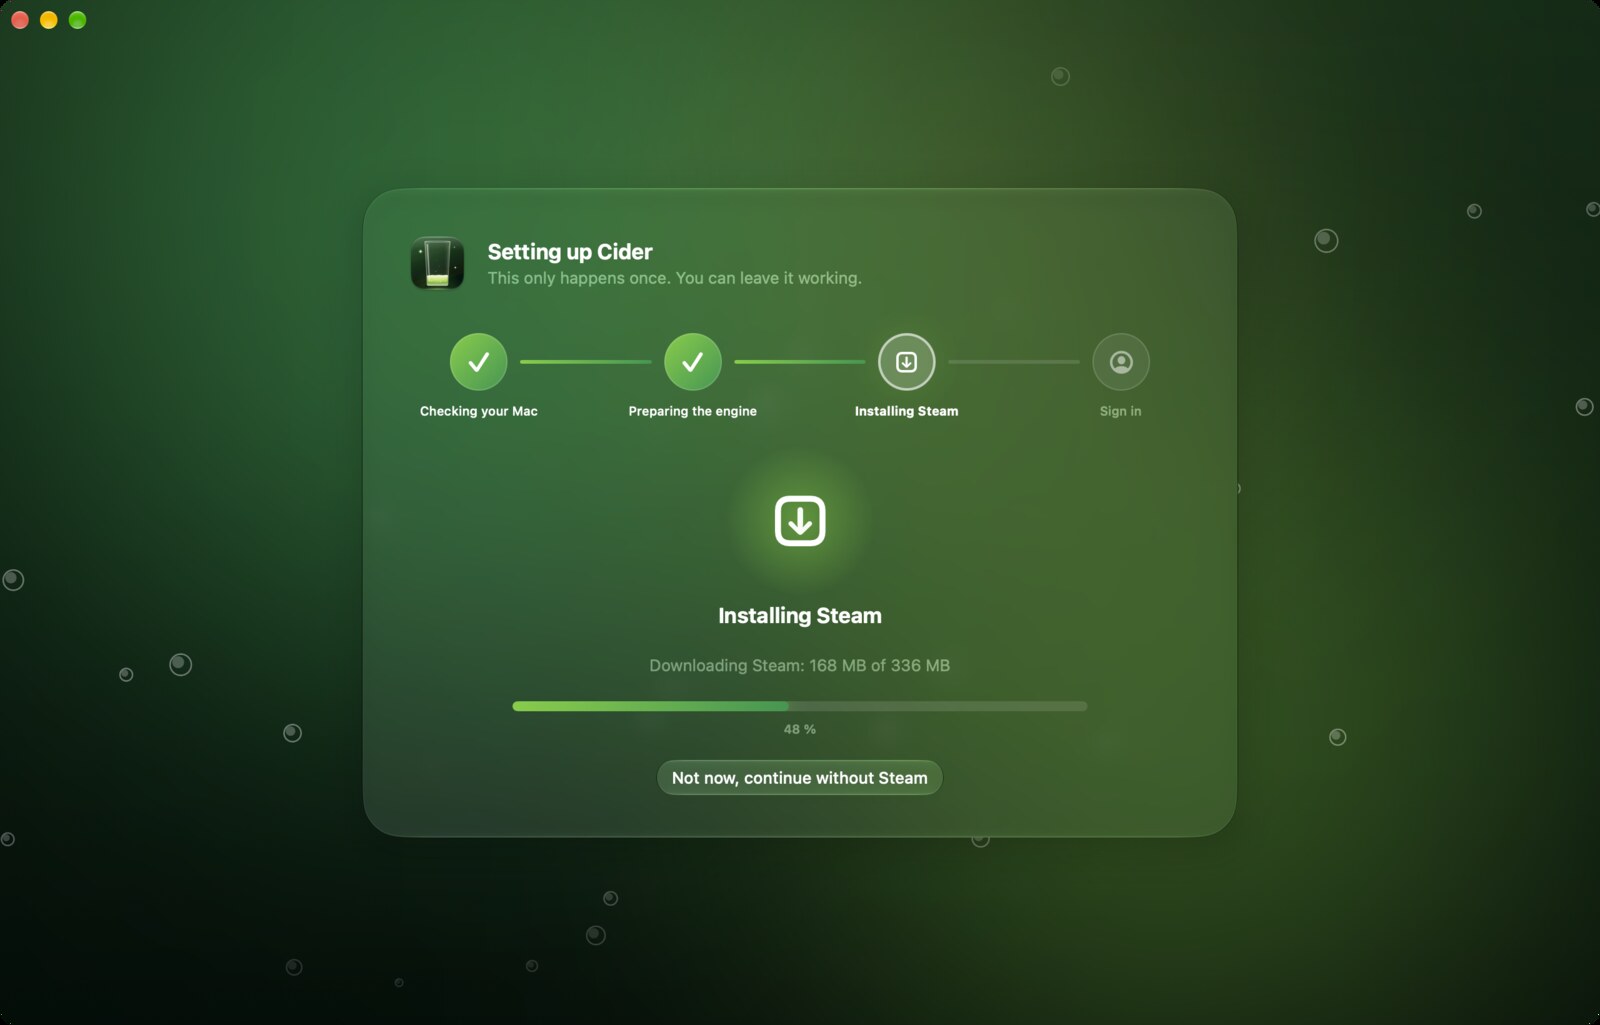 Setting up Cider
This only happens once. You can leave it working.
Checking your Mac
Preparing the engine
Installing Steam
Sign in
Installing Steam
Downloading Steam: 168 MB of 336 MB
48 %
Not now, continue without Steam